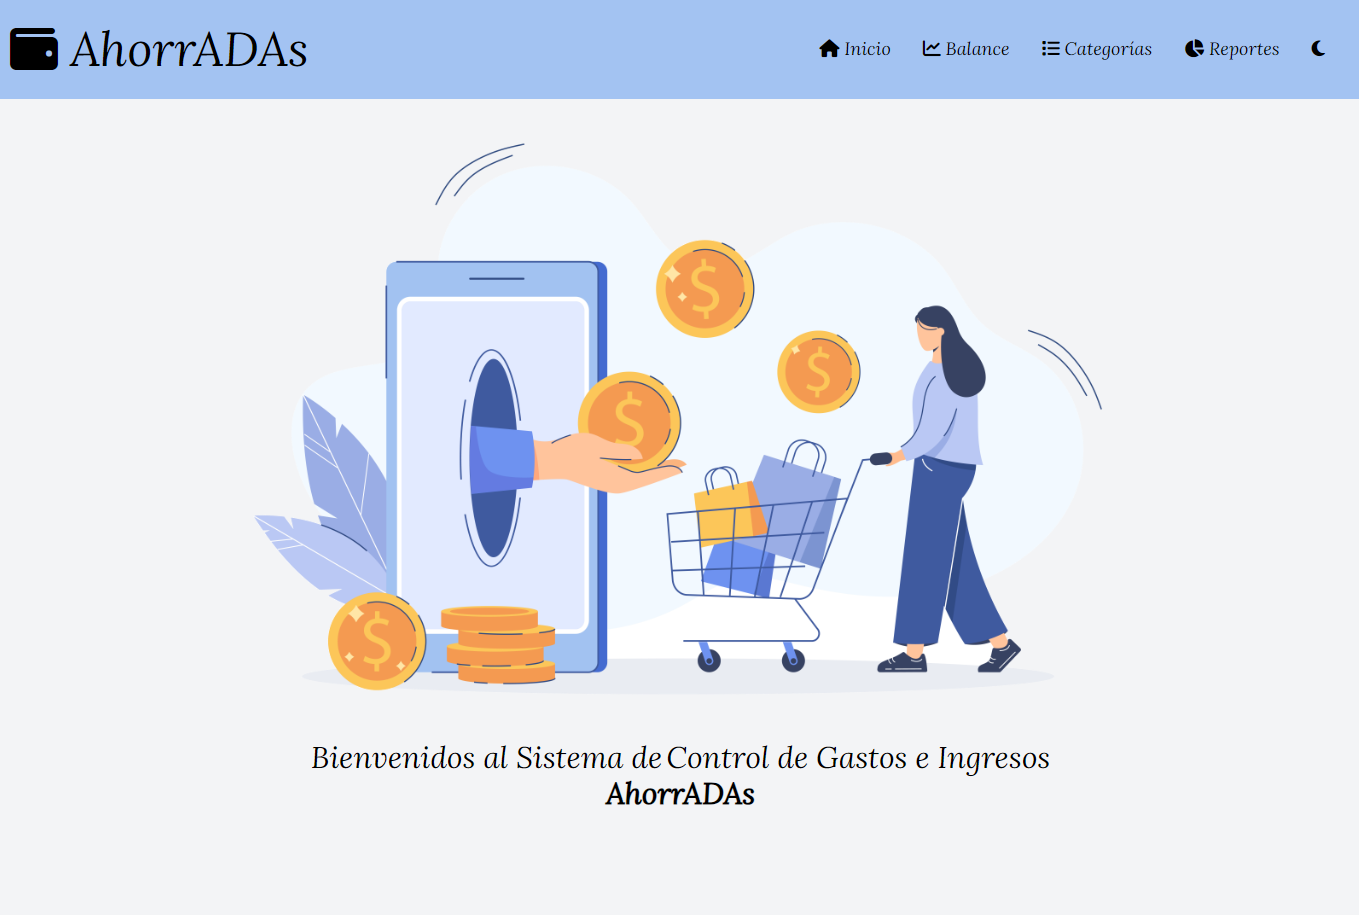 AhorrADAs
Inicio Balance Categorías Reportes
$
$
$
$
Bienvenidos al Sistema de Control de Gastos e Ingresos
AhorrADAs